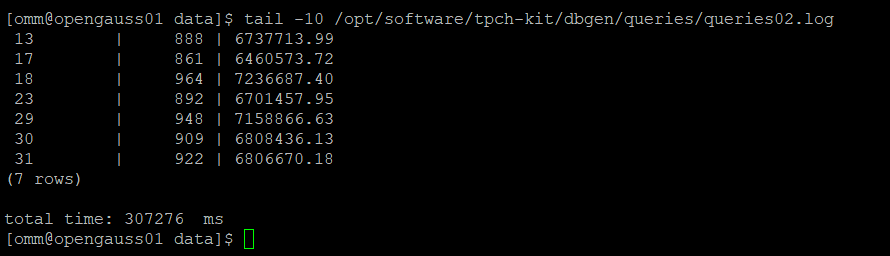 [omm@opengauss01 data]$ tail -10 /opt/software/tpch-kit/dbgen/queries/queries02.log
 13         |     888 | 6737713.99
 17         |     861 | 6460573.72
 18         |     964 | 7236687.40
 23         |     892 | 6701457.95
 29         |     948 | 7158866.63
 30         |     909 | 6808436.13
 31         |     922 | 6806670.18
(7 rows)

total time: 307276  ms
[omm@opengauss01 data]$